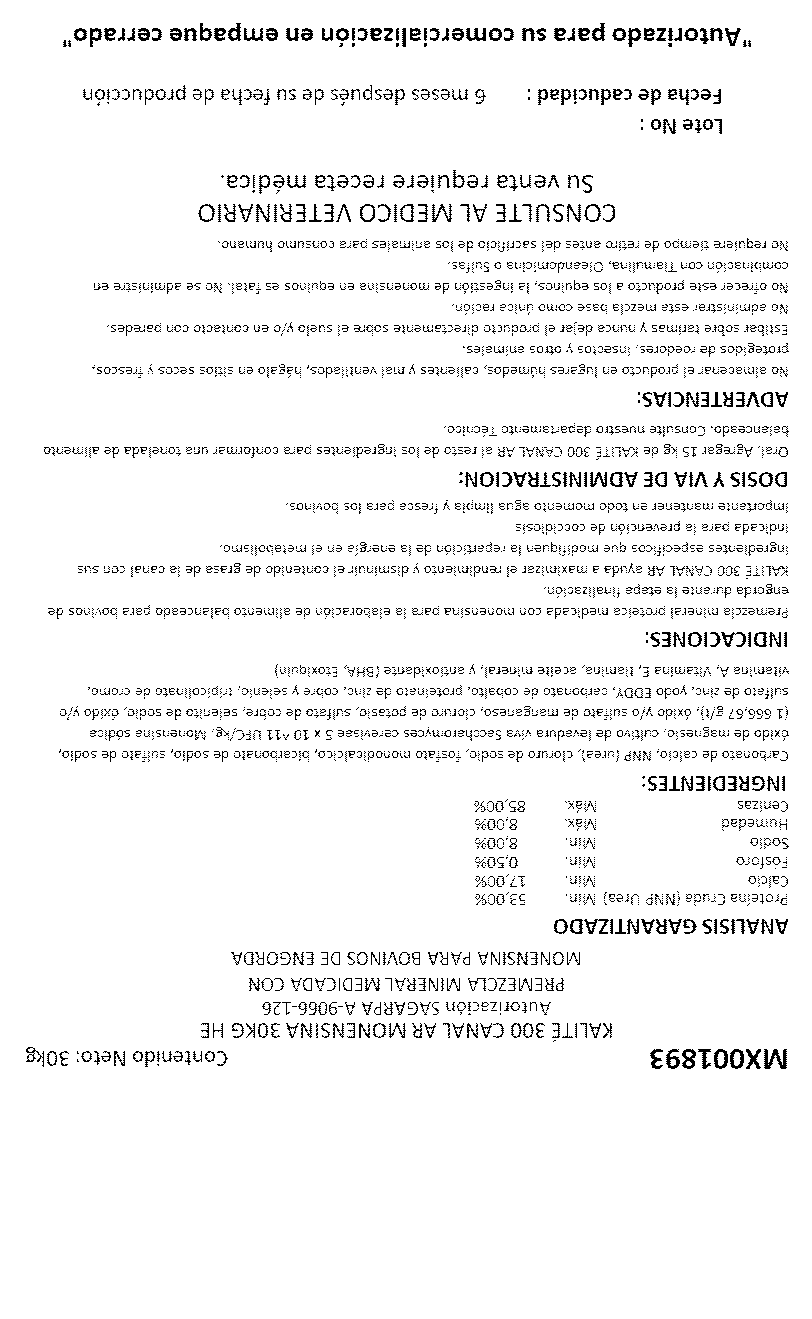 MX001893 Contenido Neto: 30kg
KALITÉ 300 CANAL AR MONENSINA 30KG HE
Autorización SAGARPA A-9066-126
PREMEZCLA MINERAL MEDICADA CON
MONENSINA PARA BOVINOS DE ENGORDA
ANALISIS GARANTIZADO
Proteína Cruda (NNP Urea) Min. 53,00%
Calcio Min. 17,00%
Fósforo Min. 0,50%
Sodio Min. 8,00%
Humedad Máx. 8,00%
Cenizas Máx. 85,00%
INGREDIENTES:
Carbonato de calcio, NNP (urea), cloruro de sodio, fosfato monodicalcico, bicarbonato de sodio, sulfato de sodio,
óxido de magnesio, cultivo de levadura viva Saccharomyces cerevisae 5 x 10 ^11 UFC/kg, Monensina sódica
(1 666,67 g/t), óxido y/o sulfato de manganeso, cloruro de potasio, sulfato de cobre, selenito de sodio, óxido y/o
sulfato de zinc, yodo EDDY, carbonato de cobalto, proteinato de zinc, cobre y selenio, tripicolinato de cromo,
vitamina A, Vitamina E, tiamina, aceite mineral, y antioxidante (BHA, Etoxiquin)
INDICACIONES:
Premezcla mineral proteica medicada con monensina para la elaboración de alimento balanceado para bovinos de
engorda durante la etapa finalización.
KALITÉ 300 CANAL AR ayuda a maximizar el rendimiento y disminuir el contenido de grasa de la canal con sus
ingredientes específicos que modifiquen la repartición de la energía en el metabolismo.
Indicada para la prevención de coccidiosis
Importante mantener en todo momento agua limpia y fresca para los bovinos.
DOSIS Y VIA DE ADMINISTRACION:
Oral. Agregar 15 kg de KALITÉ 300 CANAL AR al resto de los ingredientes para conformar una tonelada de alimento
balanceado. Consulte nuestro departamento Técnico.
ADVERTENCIAS:
No almacenar el producto en lugares húmedos, calientes y mal ventilados, hágalo en sitios secos y frescos,
protegidos de roedores, insectos y otros animales.
Estibar sobre tarimas y nunca dejar el producto directamente sobre el suelo y/o en contacto con paredes.
No administrar esta mezcla base como única ración.
No ofrecer este producto a los equinos, la ingestión de monensina en equinos es fatal. No se administre en
combinación con Tiamulina, Oleandomicina o Sulfas.
No requiere tiempo de retiro antes del sacrificio de los animales para consumo humano.
CONSULTE AL MEDICO VETERINARIO
Su venta requiere receta médica.
Lote No :
Fecha de caducidad : 6 meses después de su fecha de producción
"Autorizado para su comercialización en empaque cerrado"